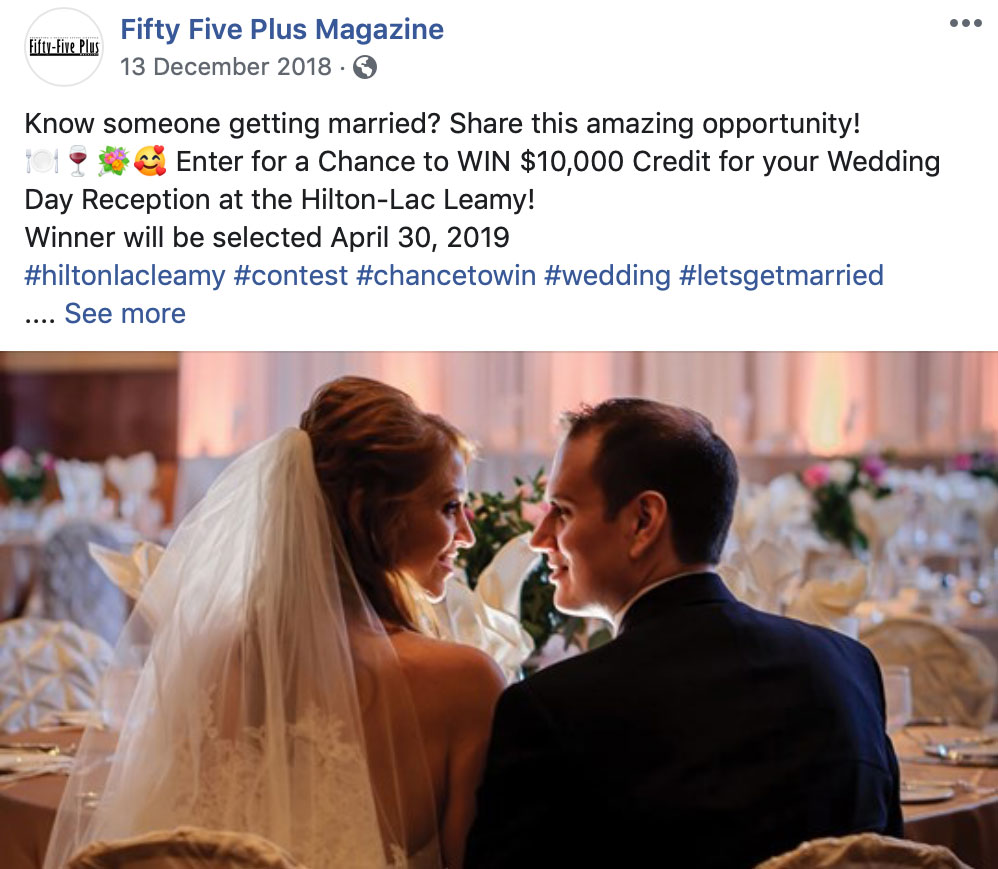 Fifty-Five Plus
Fifty Five Plus Magazine
13 December 2018 ·
Know someone getting married? Share this amazing opportunity!
🍽️🍷💐🥰 Enter for a Chance to WIN $10,000 Credit for your Wedding
Day Reception at the Hilton-Lac Leamy!
Winner will be selected April 30, 2019
#hiltonlacleamy #contest #chancetowin #wedding #letsgetmarried
.... See more